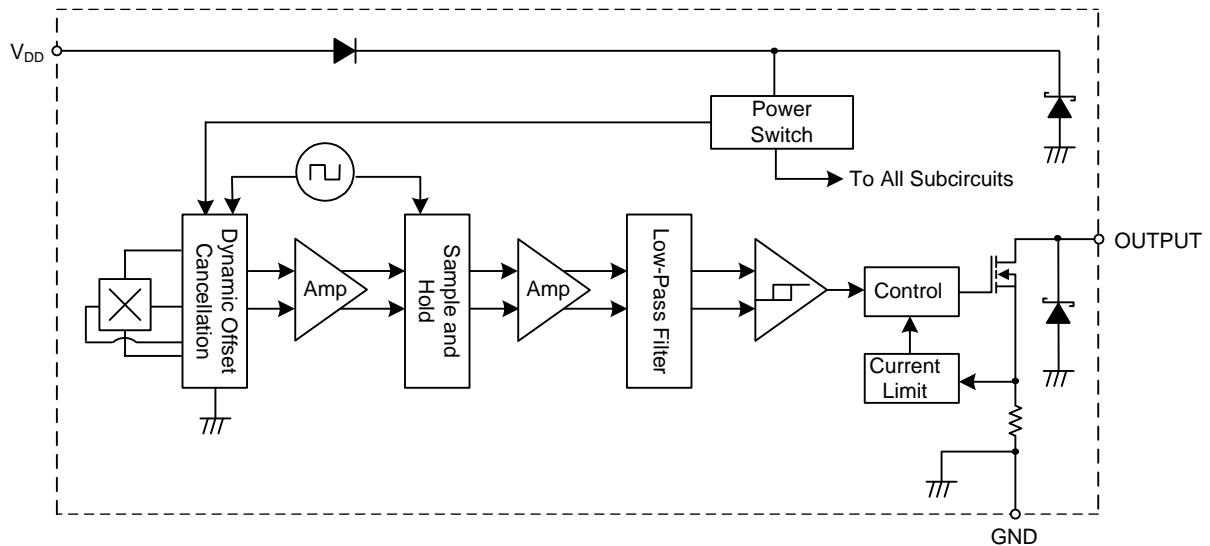 V_DD
Power
Switch
To All Subcircuits
Dynamic Offset
Cancellation
Amp
Sample and
Hold
Amp
Low-Pass Filter
Control
Current
Limit
OUTPUT
GND